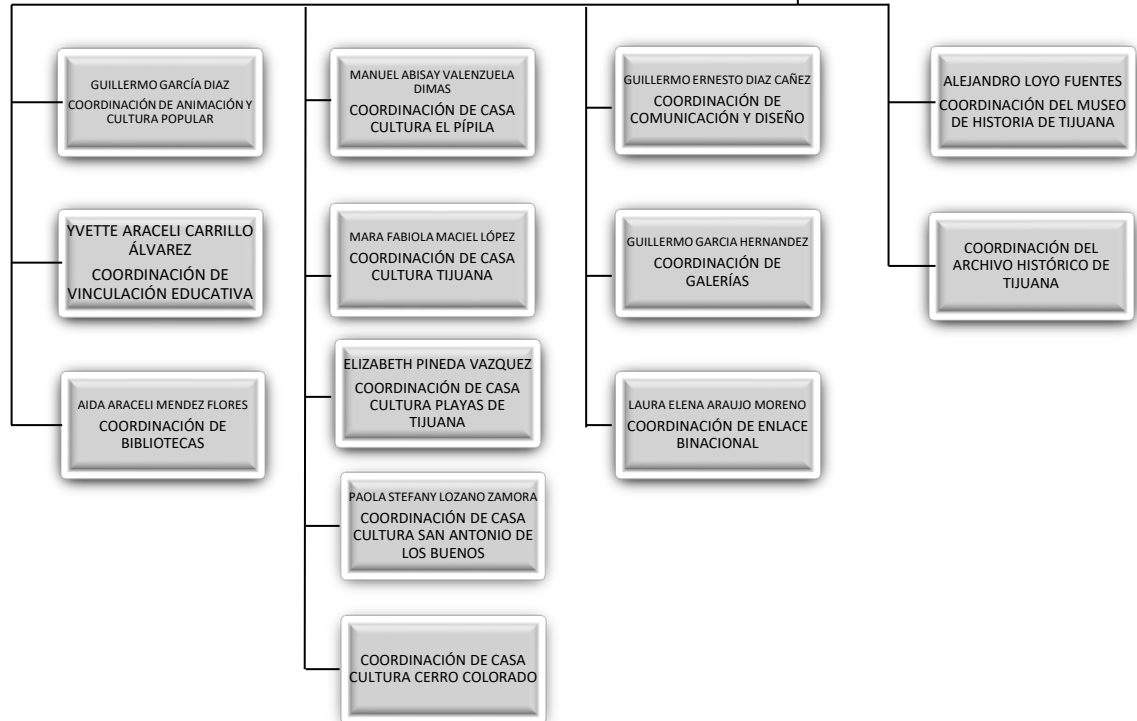 GUILLERMO GARCÍA DIAZ
COORDINACIÓN DE ANIMACIÓN Y
CULTURA POPULAR
YVETTE ARACELI CARRILLO
ÁLVAREZ
COORDINACIÓN DE
VINCULACIÓN EDUCATIVA
AIDA ARACELI MENDEZ FLORES
COORDINACIÓN DE
BIBLIOTECAS
MANUEL ABISAY VALENZUELA
DIMAS
COORDINACIÓN DE CASA
CULTURA EL PÍPILA
MARA FABIOLA MACIEL LÓPEZ
COORDINACIÓN DE CASA
CULTURA TIJUANA
ELIZABETH PINEDA VAZQUEZ
COORDINACIÓN DE CASA
CULTURA PLAYAS DE
TIJUANA
PAOLA STEFANY LOZANO ZAMORA
COORDINACIÓN DE CASA
CULTURA SAN ANTONIO DE
LOS BUENOS
COORDINACIÓN DE CASA
CULTURA CERRO COLORADO
GUILLERMO ERNESTO DIAZ CAÑEZ
COORDINACIÓN DE
COMUNICACIÓN Y DISEÑO
GUILLERMO GARCIA HERNANDEZ
COORDINACIÓN DE
GALERÍAS
LAURA ELENA ARAUJO MORENO
COORDINACIÓN DE ENLACE
BINACIONAL
ALEJANDRO LOYO FUENTES
COORDINACIÓN DEL MUSEO
DE HISTORIA DE TIJUANA
COORDINACIÓN DEL
ARCHIVO HISTÓRICO DE
TIJUANA